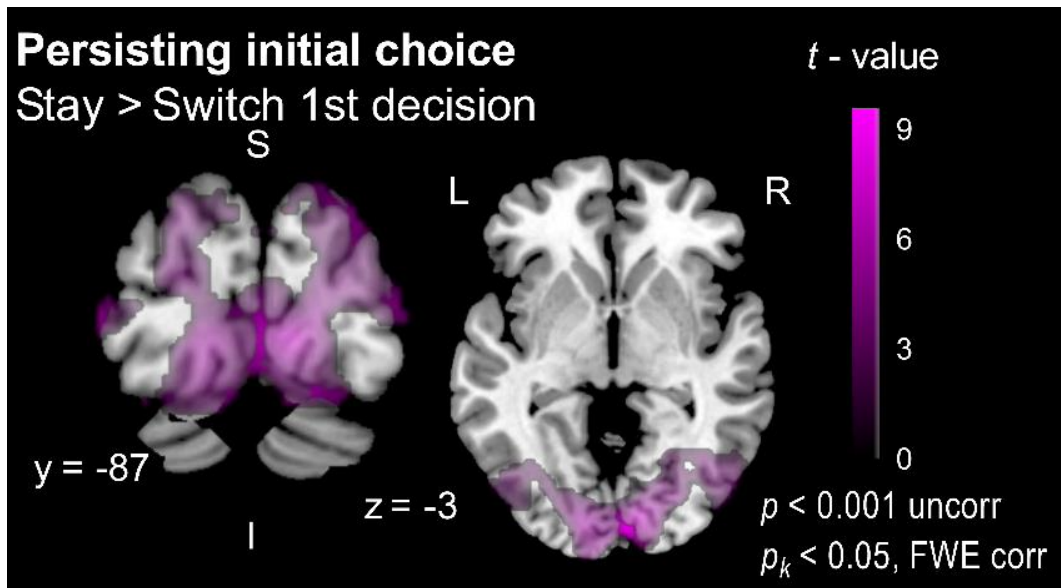 Persisting initial choice
Stay > Switch 1st decision
S
L
R
y = -87
I
z = -3
t - value
9
6
3
0
p < 0.001 uncorr
pk < 0.05, FWE corr